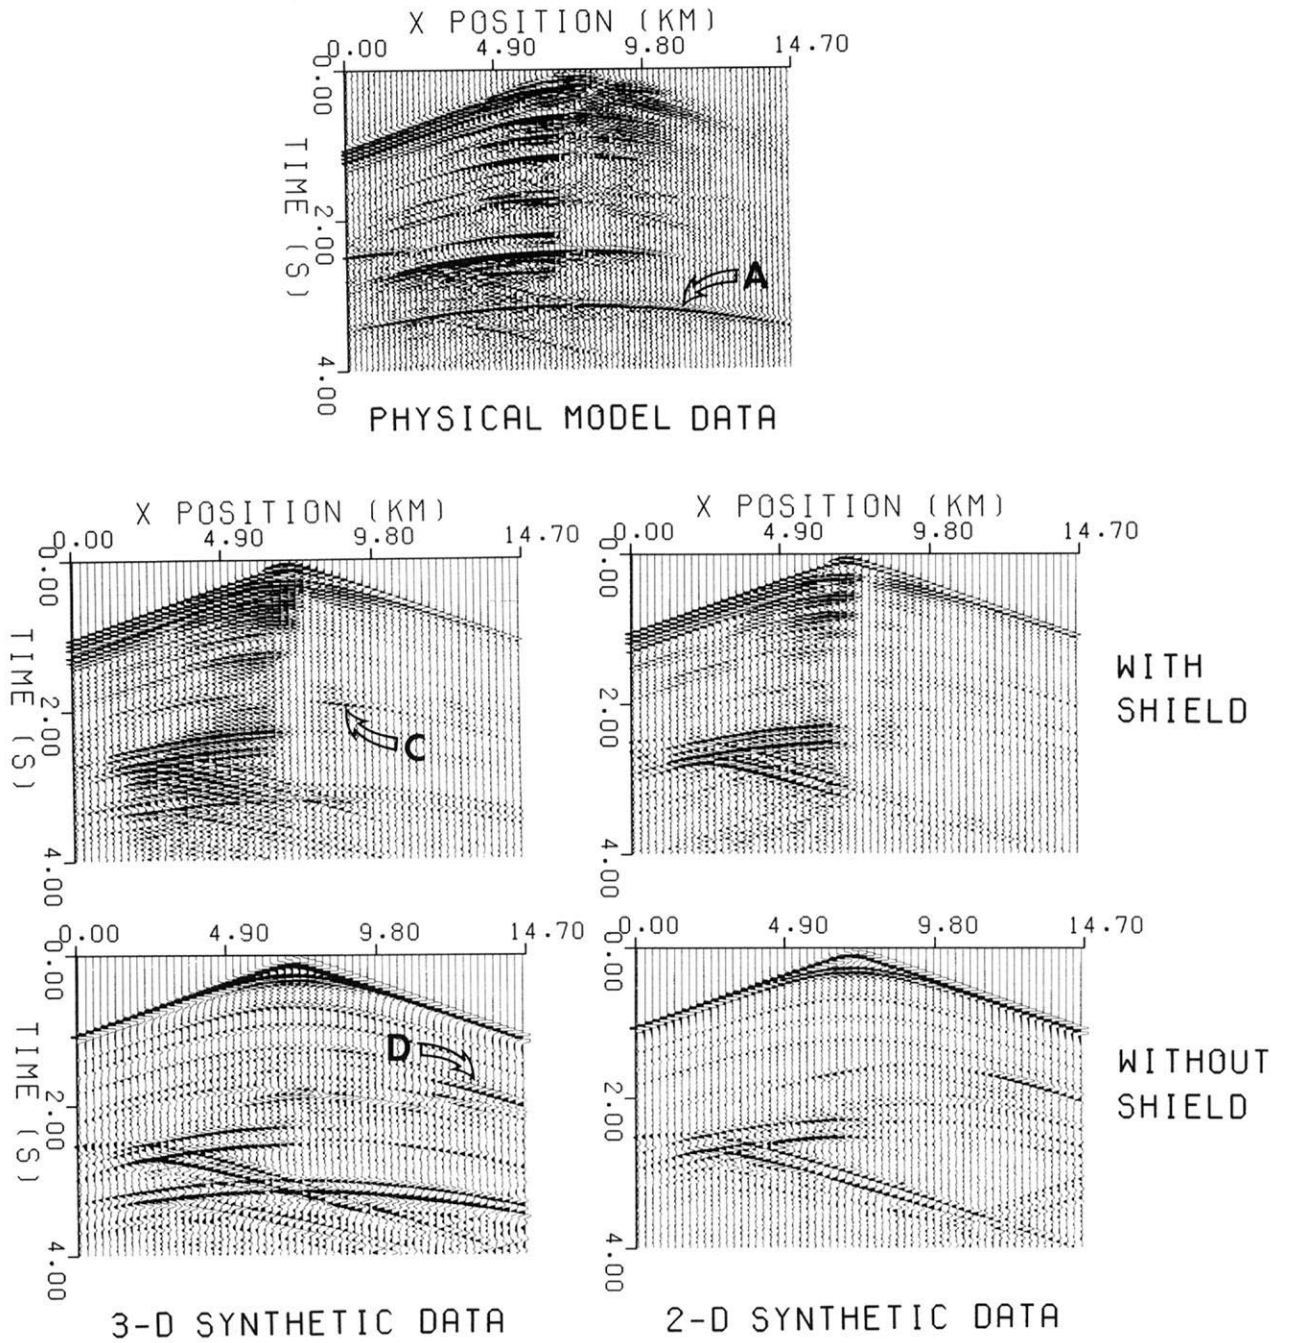 X POSITION (KM)
0.00 4.90 9.80 14.70
0.00
TIME (S)
2.00
A
4.00
PHYSICAL MODEL DATA
X POSITION (KM)
0.00 4.90 9.80 14.70
0.00
TIME (S)
2.00
C
4.00
X POSITION (KM)
0.00 4.90 9.80 14.70
0.00
2.00
4.00
WITH
SHIELD
0.00 4.90 9.80 14.70
0.00
D
TIME (S)
2.00
4.00
3-D SYNTHETIC DATA
0.00 4.90 9.80 14.70
0.00
2.00
4.00
WITHOUT
SHIELD
2-D SYNTHETIC DATA